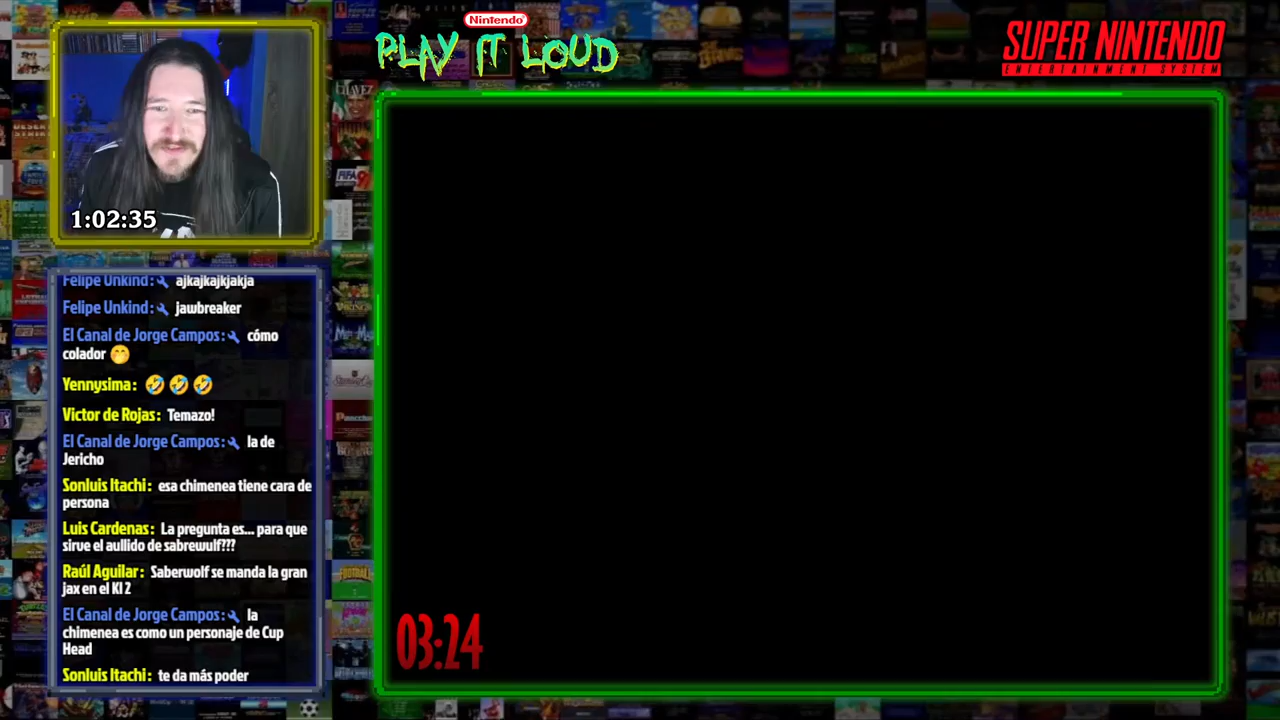 Nintendo
PLAY IT LOUD
SUPER NINTENDO
ENTERTAINMENT SYSTEM
1:02:35
Felipe Unkind: ajkajkajkjakja
Felipe Unkind: jawbreaker
El Canal de Jorge Campos: cómo
colador 🤭
Yennysima: 🤣 🤣 🤣
Victor de Rojas: Temazo!
El Canal de Jorge Campos: la de
Jericho
Sonluis Itachi: esa chimenea tiene cara de
persona
Luis Cardenas: La pregunta es... para que
sirve el aullido de sabrewulf???
Raúl Aguilar: Saberwolf se manda la gran
jax en el KI 2
El Canal de Jorge Campos: la
chimenea es como un personaje de Cup
Head
Sonluis Itachi: te da más poder
03:24